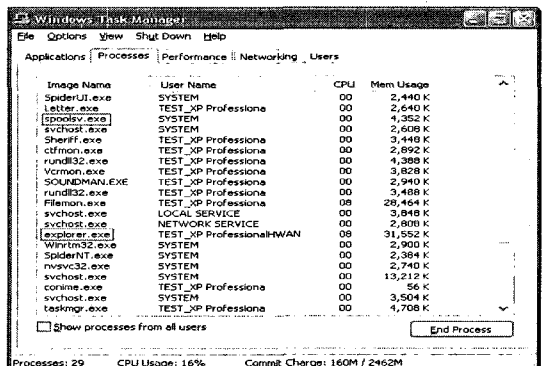 Windows Task Manager
File Options View Shut Down Help
Applications Processes Performance Networking Users
Image Name User Name CPU Mem Usage
SpiderUI.exe SYSTEM 00 2,440 K
Letter.exe TEST_XP Professiona 00 2,640 K
spoolsv.exe SYSTEM 00 4,352 K
svchost.exe SYSTEM 00 2,608 K
Sheriff.exe TEST_XP Professiona 00 3,448 K
ctfmon.exe TEST_XP Professiona 00 2,892 K
rundll32.exe TEST_XP Professiona 00 4,388 K
Vcrmon.exe TEST_XP Professiona 00 3,828 K
SOUNDMAN.EXE TEST_XP Professiona 00 2,940 K
rundll32.exe TEST_XP Professiona 00 3,488 K
Filemon.exe TEST_XP Professiona 08 28,464 K
svchost.exe LOCAL SERVICE 00 3,848 K
svchost.exe NETWORK SERVICE 00 2,808 K
explorer.exe TEST_XP ProfessionalHWAN 08 31,552 K
Winrtm32.exe SYSTEM 00 2,900 K
SpiderNT.exe SYSTEM 00 2,384 K
nvsvc32.exe SYSTEM 00 2,740 K
svchost.exe SYSTEM 00 13,212 K
conime.exe TEST_XP Professiona 00 56 K
svchost.exe SYSTEM 00 3,504 K
taskmgr.exe TEST_XP Professiona 00 4,708 K
Show processes from all users End Process
Processes: 29 CPU Usage: 16% Commit Charge: 160M / 2462M